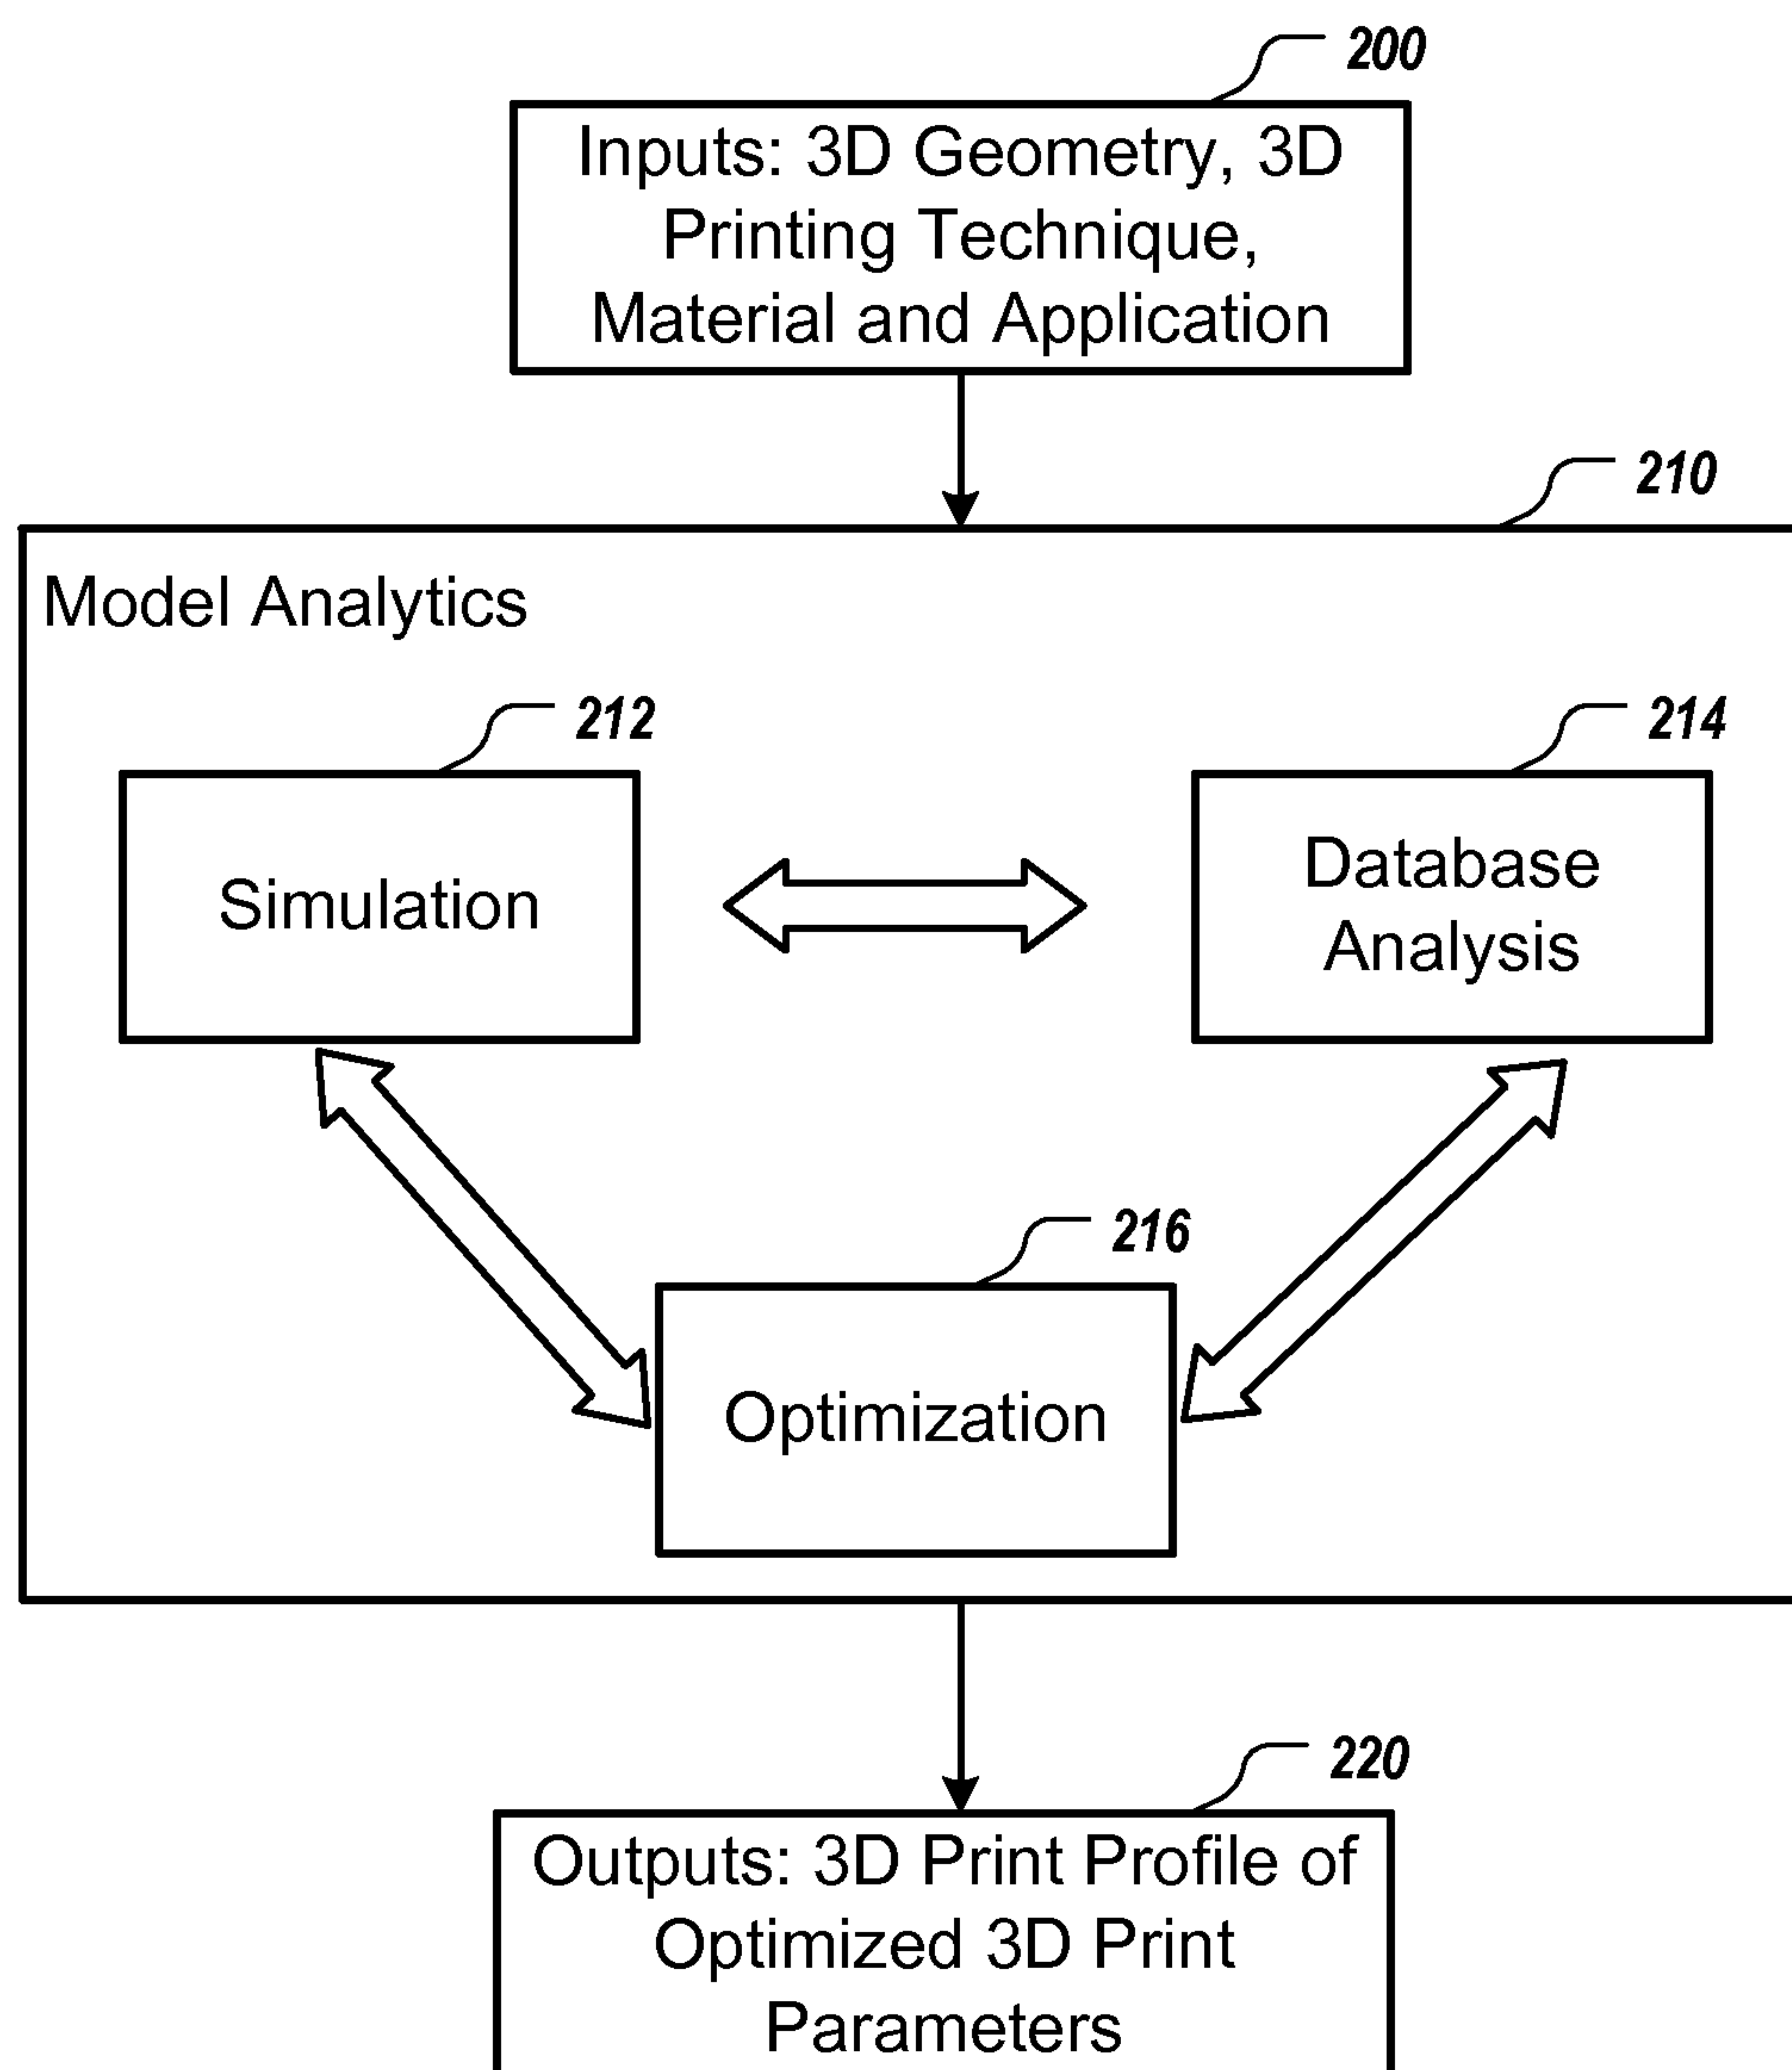 200
Inputs: 3D Geometry, 3D
Printing Technique,
Material and Application
210
Model Analytics
212
214
Simulation
Database
Analysis
216
Optimization
220
Outputs: 3D Print Profile of
Optimized 3D Print
Parameters